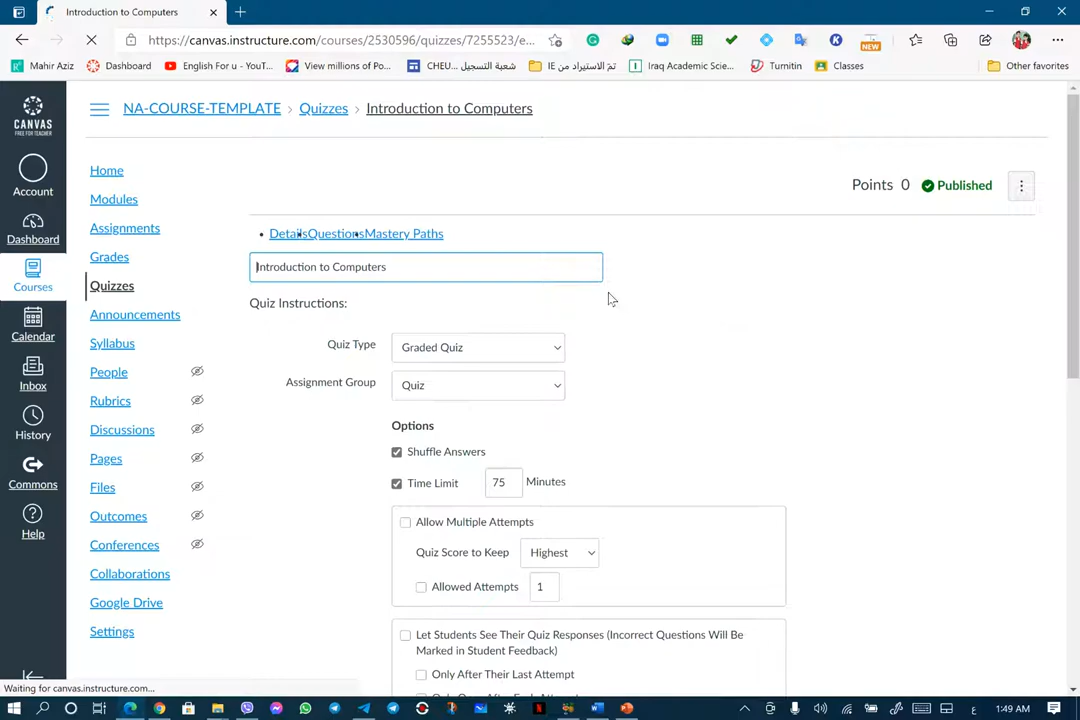 Introduction to Computers
https://canvas.instructure.com/courses/2530596/quizzes/7255523/e...
NEW
Mahir Aziz
Dashboard
English For u - YouT...
View millions of Po...
CHEU... شعبة التسجيل
تم الاستيراد من IE
Iraq Academic Scie...
Turnitin
Classes
Other favorites
CANVAS
FREE FOR TEACHER
Account
Dashboard
Courses
Calendar
Inbox
History
Commons
Help
NA-COURSE-TEMPLATE > Quizzes > Introduction to Computers
Home
Modules
Assignments
Grades
Quizzes
Announcements
Syllabus
People
Rubrics
Discussions
Pages
Files
Outcomes
Conferences
Collaborations
Google Drive
Settings
Points 0 Published
• DetailsQuestionsMastery Paths
Introduction to Computers
Quiz Instructions:
Quiz Type Graded Quiz
Assignment Group Quiz
Options
Shuffle Answers
Time Limit 75 Minutes
Allow Multiple Attempts
Quiz Score to Keep Highest
Allowed Attempts 1
Let Students See Their Quiz Responses (Incorrect Questions Will Be
Marked in Student Feedback)
Only After Their Last Attempt
Waiting for canvas.instructure.com...
ع
1:49 AM